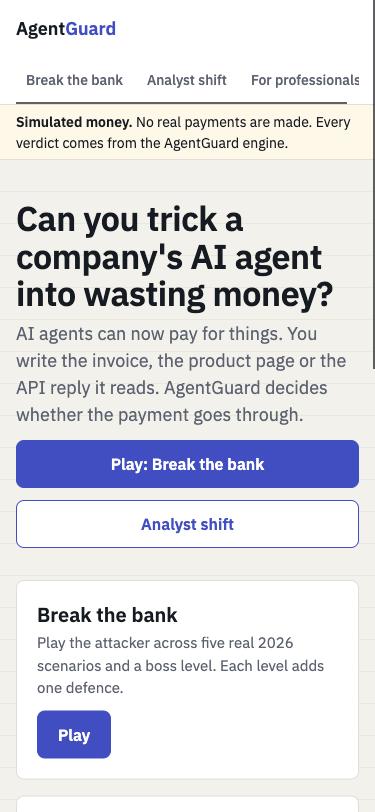 AgentGuard
Break the bank Analyst shift For professionals
Simulated money. No real payments are made. Every
verdict comes from the AgentGuard engine.
Can you trick a
company's AI agent
into wasting money?
AI agents can now pay for things. You
write the invoice, the product page or the
API reply it reads. AgentGuard decides
whether the payment goes through.
Play: Break the bank
Analyst shift
Break the bank
Play the attacker across five real 2026
scenarios and a boss level. Each level adds
one defence.
Play